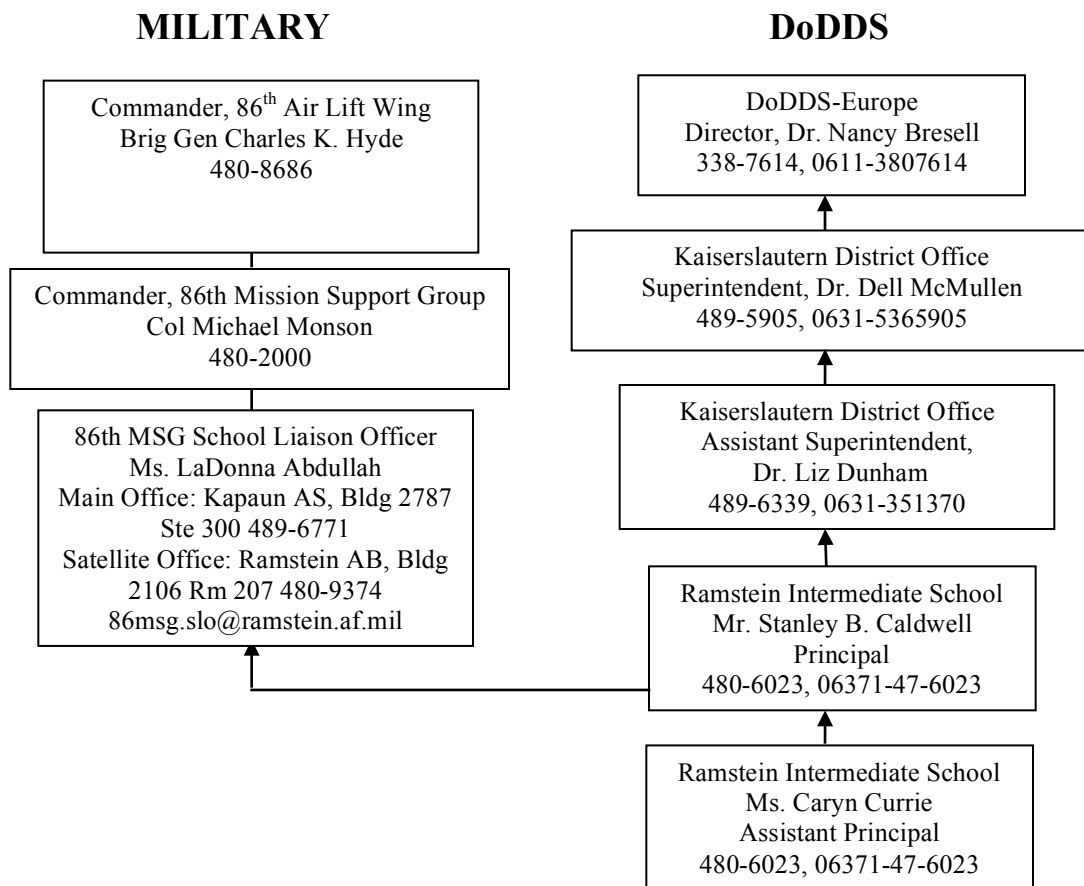 MILITARY
Commander, 86th Air Lift Wing
Brig Gen Charles K. Hyde
480-8686
Commander, 86th Mission Support Group
Col Michael Monson
480-2000
86th MSG School Liaison Officer
Ms. LaDonna Abdullah
Main Office: Kapaun AS, Bldg 2787
Ste 300 489-6771
Satellite Office: Ramstein AB, Bldg
2106 Rm 207 480-9374
86msg.slo@ramstein.af.mil
DoDDS
DoDDS-Europe
Director, Dr. Nancy Bresell
338-7614, 0611-3807614
Kaiserslautern District Office
Superintendent, Dr. Dell McMullen
489-5905, 0631-5365905
Kaiserslautern District Office
Assistant Superintendent,
Dr. Liz Dunham
489-6339, 0631-351370
Ramstein Intermediate School
Mr. Stanley B. Caldwell
Principal
480-6023, 06371-47-6023
Ramstein Intermediate School
Ms. Caryn Currie
Assistant Principal
480-6023, 06371-47-6023